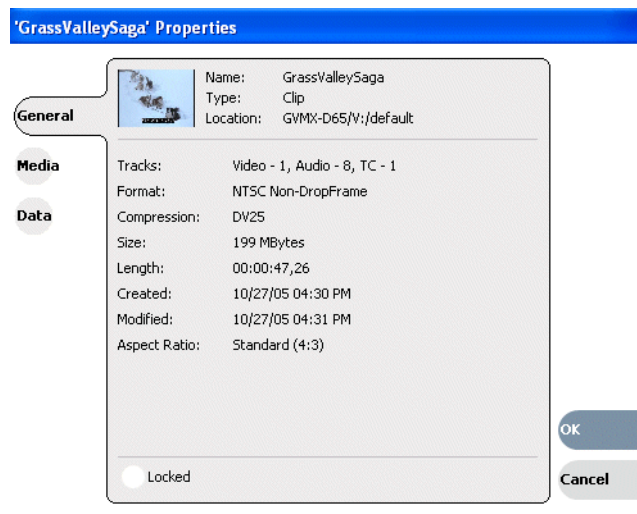 'GrassValleySaga' Properties
Name: GrassValleySaga
Type: Clip
Location: GVMX-D65/V:/default
General
Media
Data
Tracks: Video - 1, Audio - 8, TC - 1
Format: NTSC Non-DropFrame
Compression: DV25
Size: 199 MBytes
Length: 00:00:47,26
Created: 10/27/05 04:30 PM
Modified: 10/27/05 04:31 PM
Aspect Ratio: Standard (4:3)
Locked
OK
Cancel